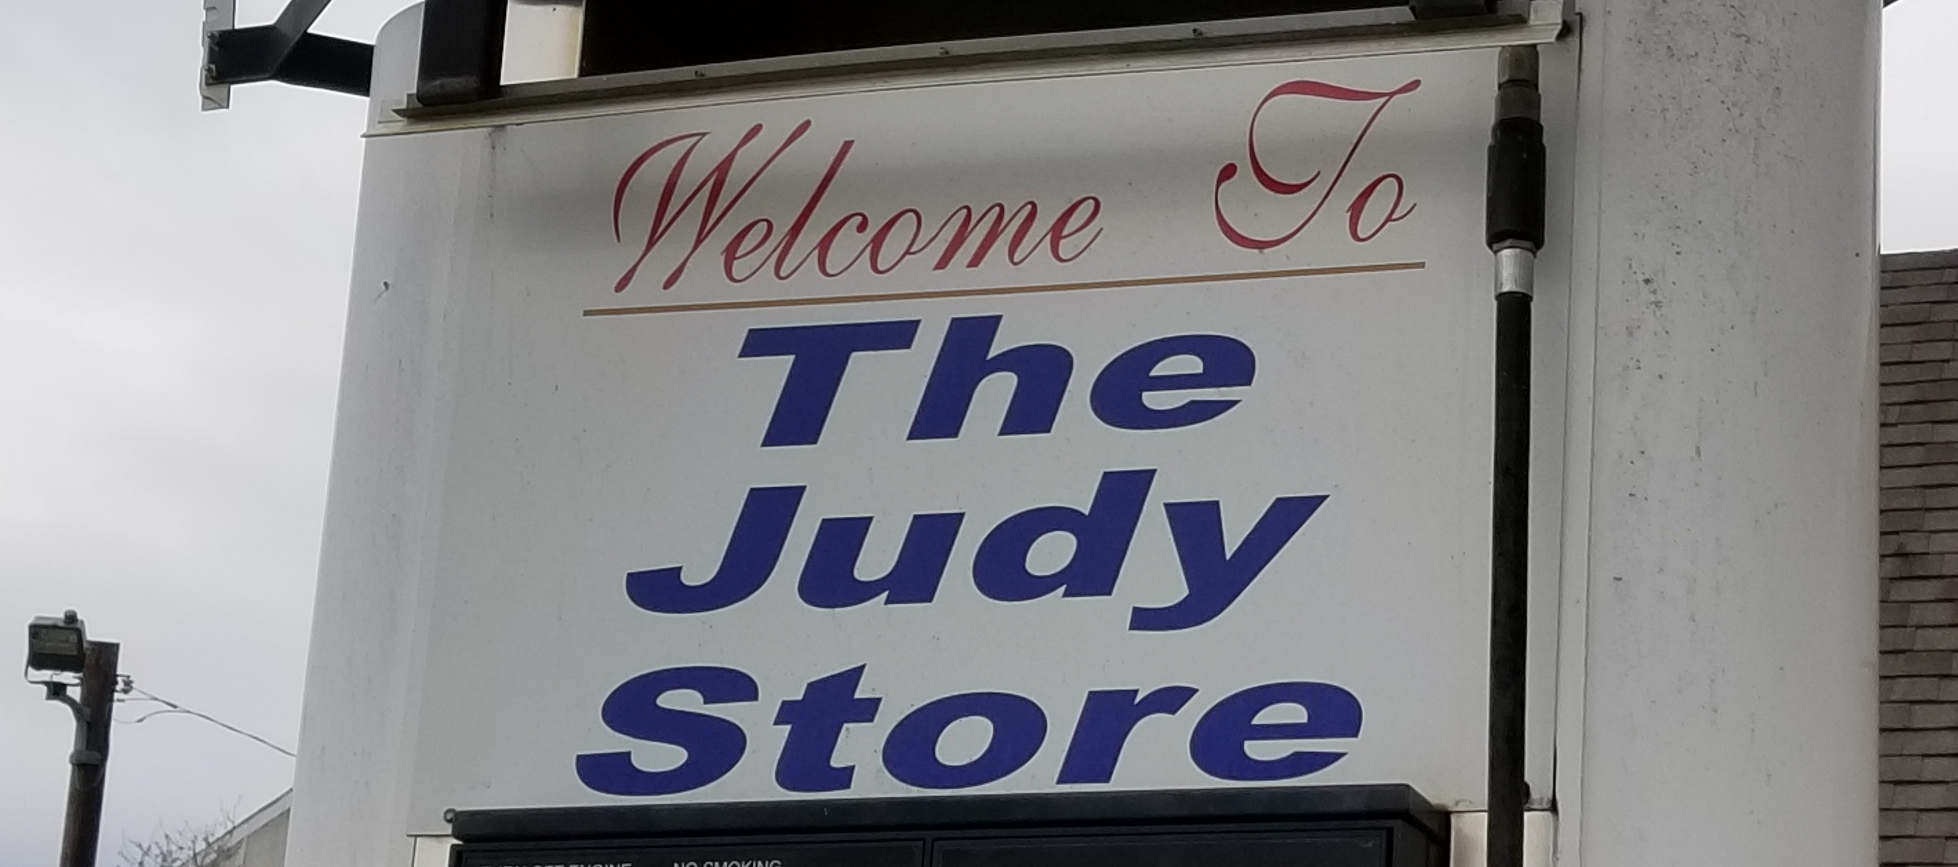 Welcome To
The
Judy
Store
NO SMOKING